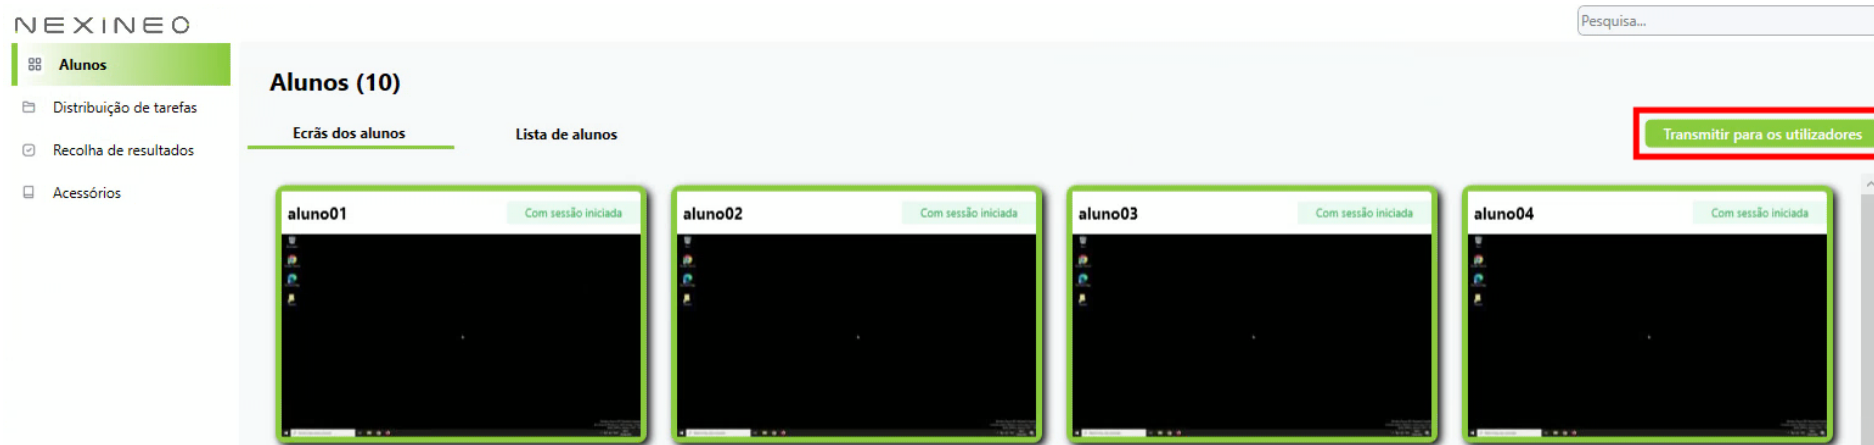 NEXINEO
Pesquisa...
Alunos
Distribuição de tarefas
Recolha de resultados
Acessórios
Alunos (10)
Ecrãs dos alunos
Lista de alunos
Transmitir para os utilizadores
aluno01
Com sessão iniciada
aluno02
Com sessão iniciada
aluno03
Com sessão iniciada
aluno04
Com sessão iniciada